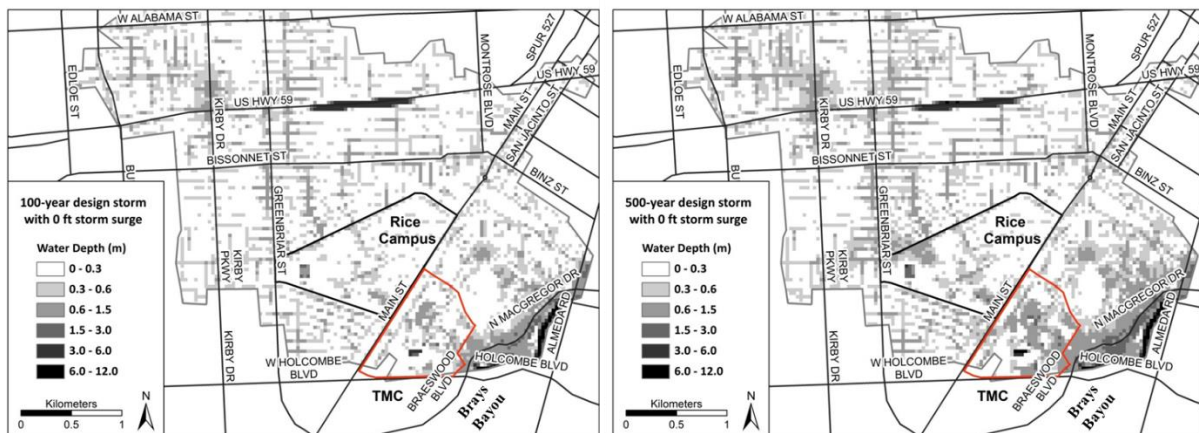 W ALABAMA ST
EDLOE ST
KIRBY DR
US HWY 59
MONTROSE BLVD
SPUR 527
US HWY 59
MAIN ST
SAN JACINTO ST
BISSONNET ST
BINZ ST
BU
GREENBRIAR ST
Rice
Campus
KIRBY
PKWY
MAIN ST
N MACGREGOR DR
ALMEDA RD
KIRBY DR
W HOLCOMBE
BLVD
HOLCOMBE BLVD
BRAESWOOD
BLVD
TMC
Brays
Bayou
100-year design storm
with 0 ft storm surge
Water Depth (m)
0 - 0.3
0.3 - 0.6
0.6 - 1.5
1.5 - 3.0
3.0 - 6.0
6.0 - 12.0
Kilometers
0 0.5 1
N
W ALABAMA ST
EDLOE ST
KIRBY DR
US HWY 59
MONTROSE BLVD
SPUR 527
US HWY 59
MAIN ST
SAN JACINTO ST
BISSONNET ST
BINZ ST
BU
GREENBRIAR ST
Rice
Campus
KIRBY
PKWY
MAIN ST
N MACGREGOR DR
ALMEDA RD
KIRBY DR
W HOLCOMBE
BLVD
HOLCOMBE BLVD
BRAESWOOD
BLVD
TMC
Brays
Bayou
500-year design storm
with 0 ft storm surge
Water Depth (m)
0 - 0.3
0.3 - 0.6
0.6 - 1.5
1.5 - 3.0
3.0 - 6.0
6.0 - 12.0
Kilometers
0 0.5 1
N